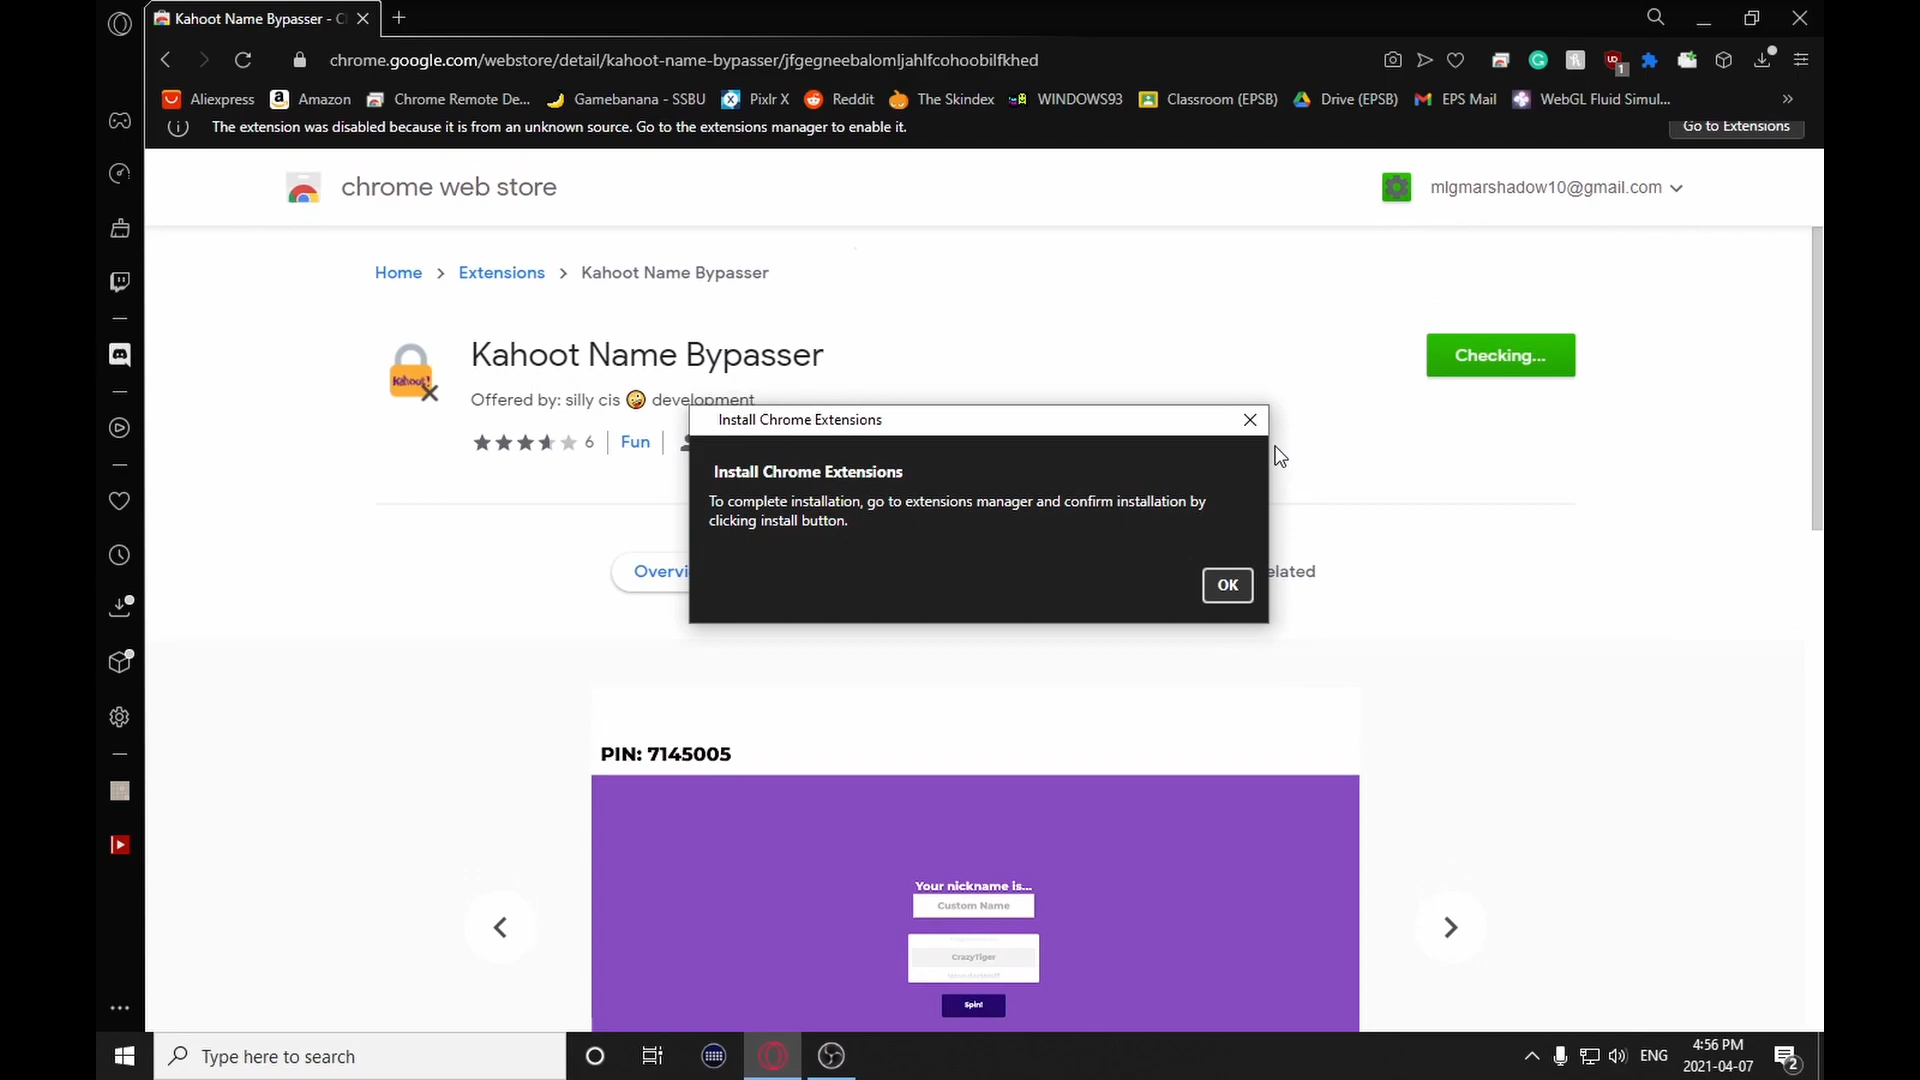 Kahoot Name Bypasser - C
chrome.google.com/webstore/detail/kahoot-name-bypasser/jfgegneebalomljahlfcohoobilfkhed
1
Aliexpress Amazon Chrome Remote De... Gamebanana - SSBU Pixlr X Reddit The Skindex WINDOWS93 Classroom (EPSB) Drive (EPSB) EPS Mail WebGL Fluid Simul...
The extension was disabled because it is from an unknown source. Go to the extensions manager to enable it. Go to Extensions
chrome web store mlgmarshadow10@gmail.com
Home > Extensions > Kahoot Name Bypasser
Kahoot!
Kahoot Name Bypasser
Checking...
Offered by: silly cis 🤪 development
6 Fun
Install Chrome Extensions
Install Chrome Extensions
To complete installation, go to extensions manager and confirm installation by
clicking install button.
OK
Overvi elated
PIN: 7145005
Your nickname is...
Custom Name
CrazyTiger
Spin!
Type here to search
ENG
4:56 PM
2021-04-07
2